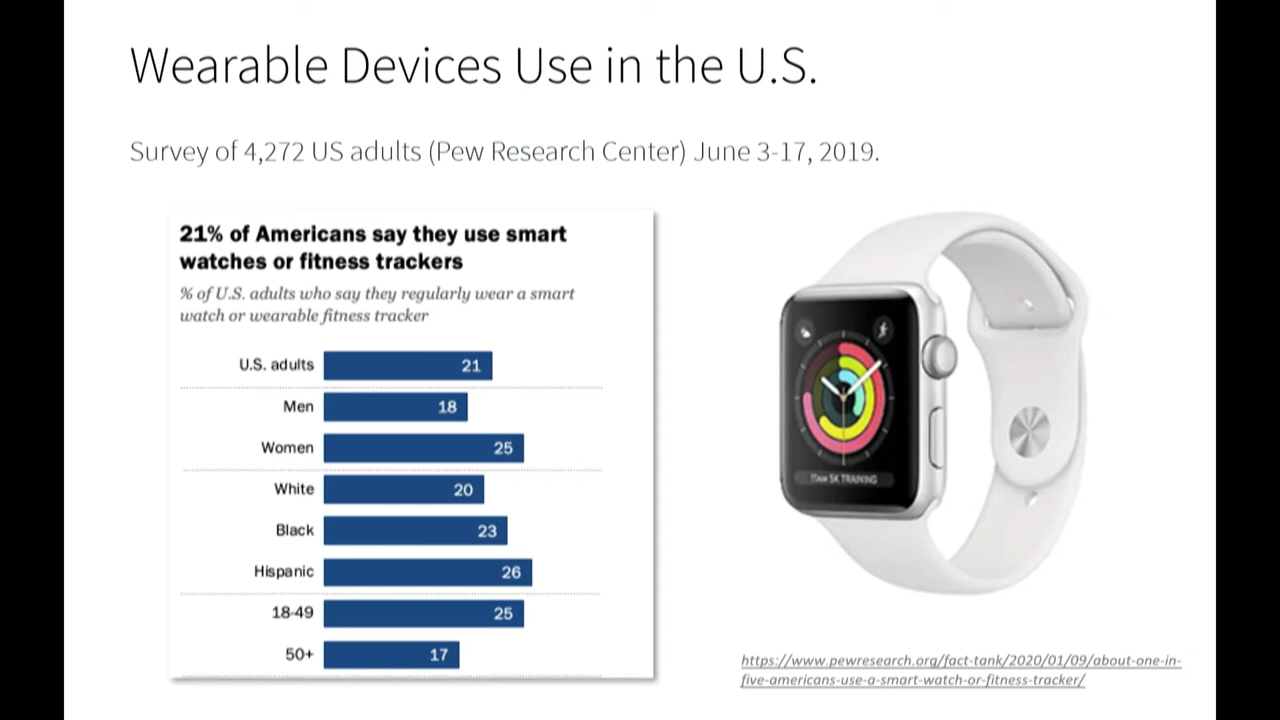 Wearable Devices Use in the U.S.
Survey of 4,272 US adults (Pew Research Center) June 3-17, 2019.
21% of Americans say they use smart
watches or fitness trackers
% of U.S. adults who say they regularly wear a smart
watch or wearable fitness tracker
U.S. adults 21
Men 18
Women 25
White 20
Black 23
Hispanic 26
18-49 25
50+ 17
5K TRAINING
https://www.pewresearch.org/fact-tank/2020/01/09/about-one-in-
five-americans-use-a-smart-watch-or-fitness-tracker/